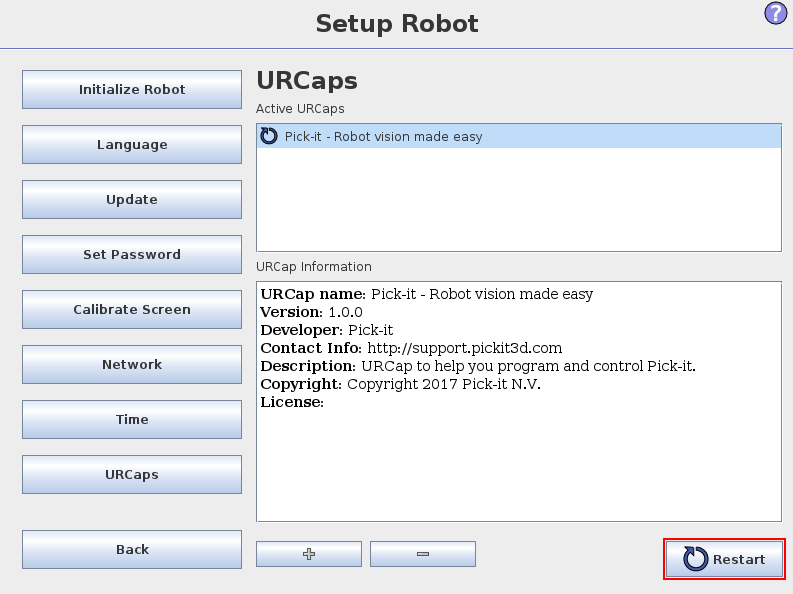 Setup Robot
?
Initialize Robot
Language
Update
Set Password
Calibrate Screen
Network
Time
URCaps
Back
URCaps
Active URCaps
Pick-it - Robot vision made easy
URCap Information
URCap name: Pick-it - Robot vision made easy
Version: 1.0.0
Developer: Pick-it
Contact Info: http://support.pickit3d.com
Description: URCap to help you program and control Pick-it.
Copyright: Copyright 2017 Pick-it N.V.
License:
Restart